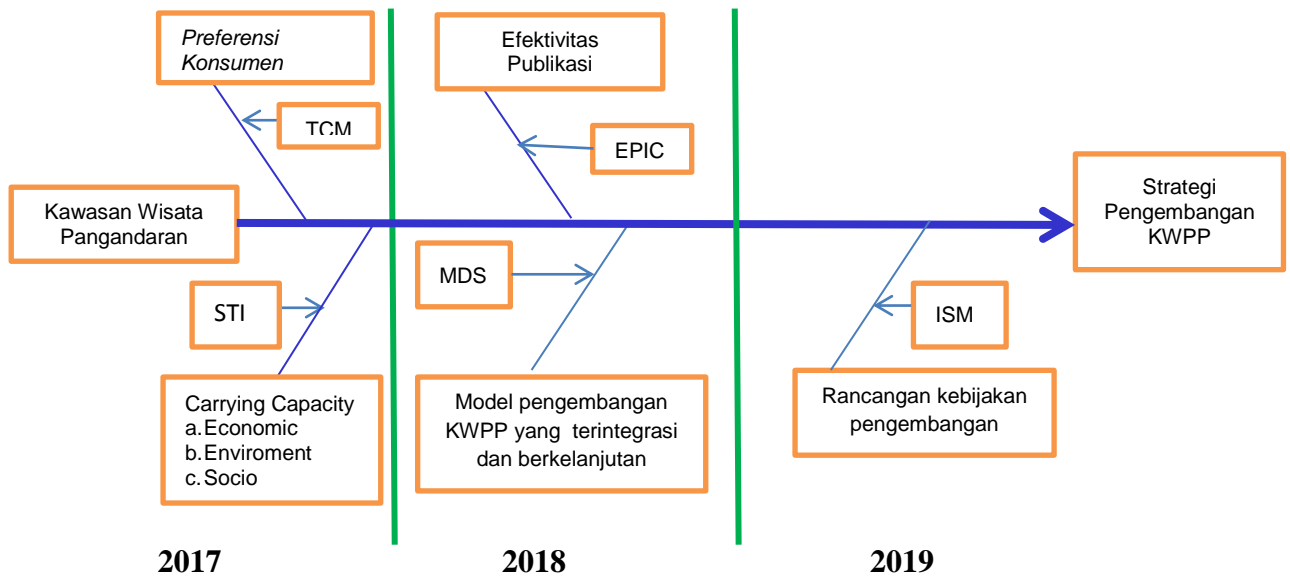 Preferensi
Konsumen
Efektivitas
Publikasi
TCM
EPIC
Kawasan Wisata
Pangandaran
Strategi
Pengembangan
KWPP
STI
MDS
ISM
Carrying Capacity
a.Economic
b.Enviroment
c.Socio
Model pengembangan
KWPP yang terintegrasi
dan berkelanjutan
Rancangan kebijakan
pengembangan
2017
2018
2019